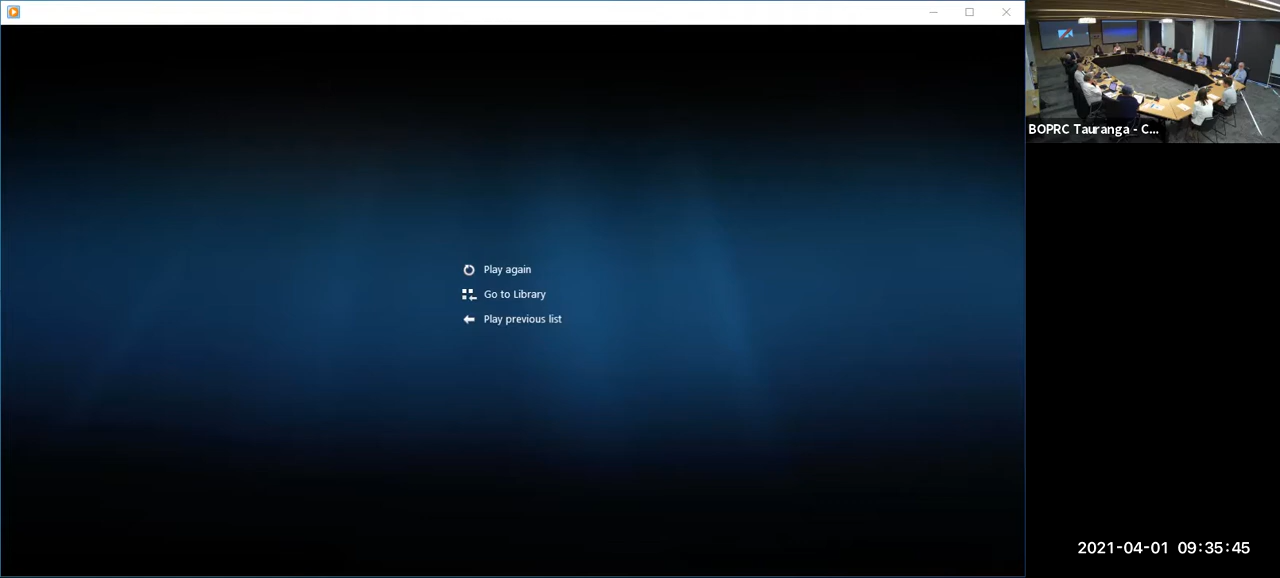 Play again
Go to Library
Play previous list
BOPRC Tauranga - C...
2021-04-01 09:35:45